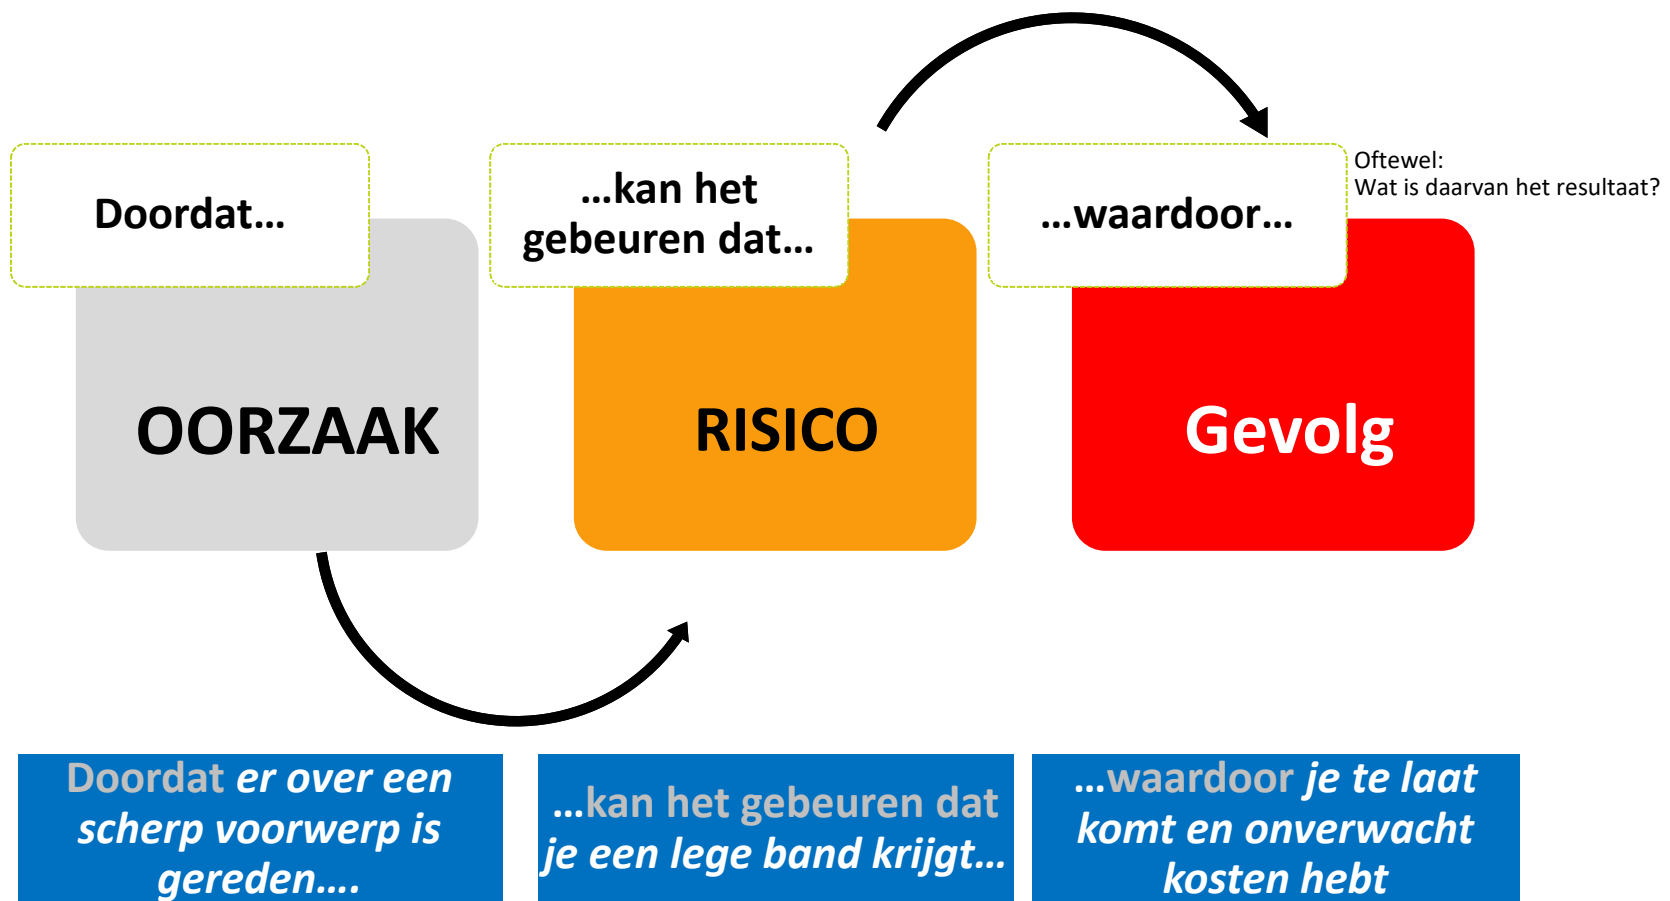 Doordat…
…kan het
gebeuren dat…
…waardoor…
Oftewel:
Wat is daarvan het resultaat?
OORZAAK
RISICO
Gevolg
Doordat er over een
scherp voorwerp is
gereden….
…kan het gebeuren dat
je een lege band krijgt…
…waardoor je te laat
komt en onverwacht
kosten hebt